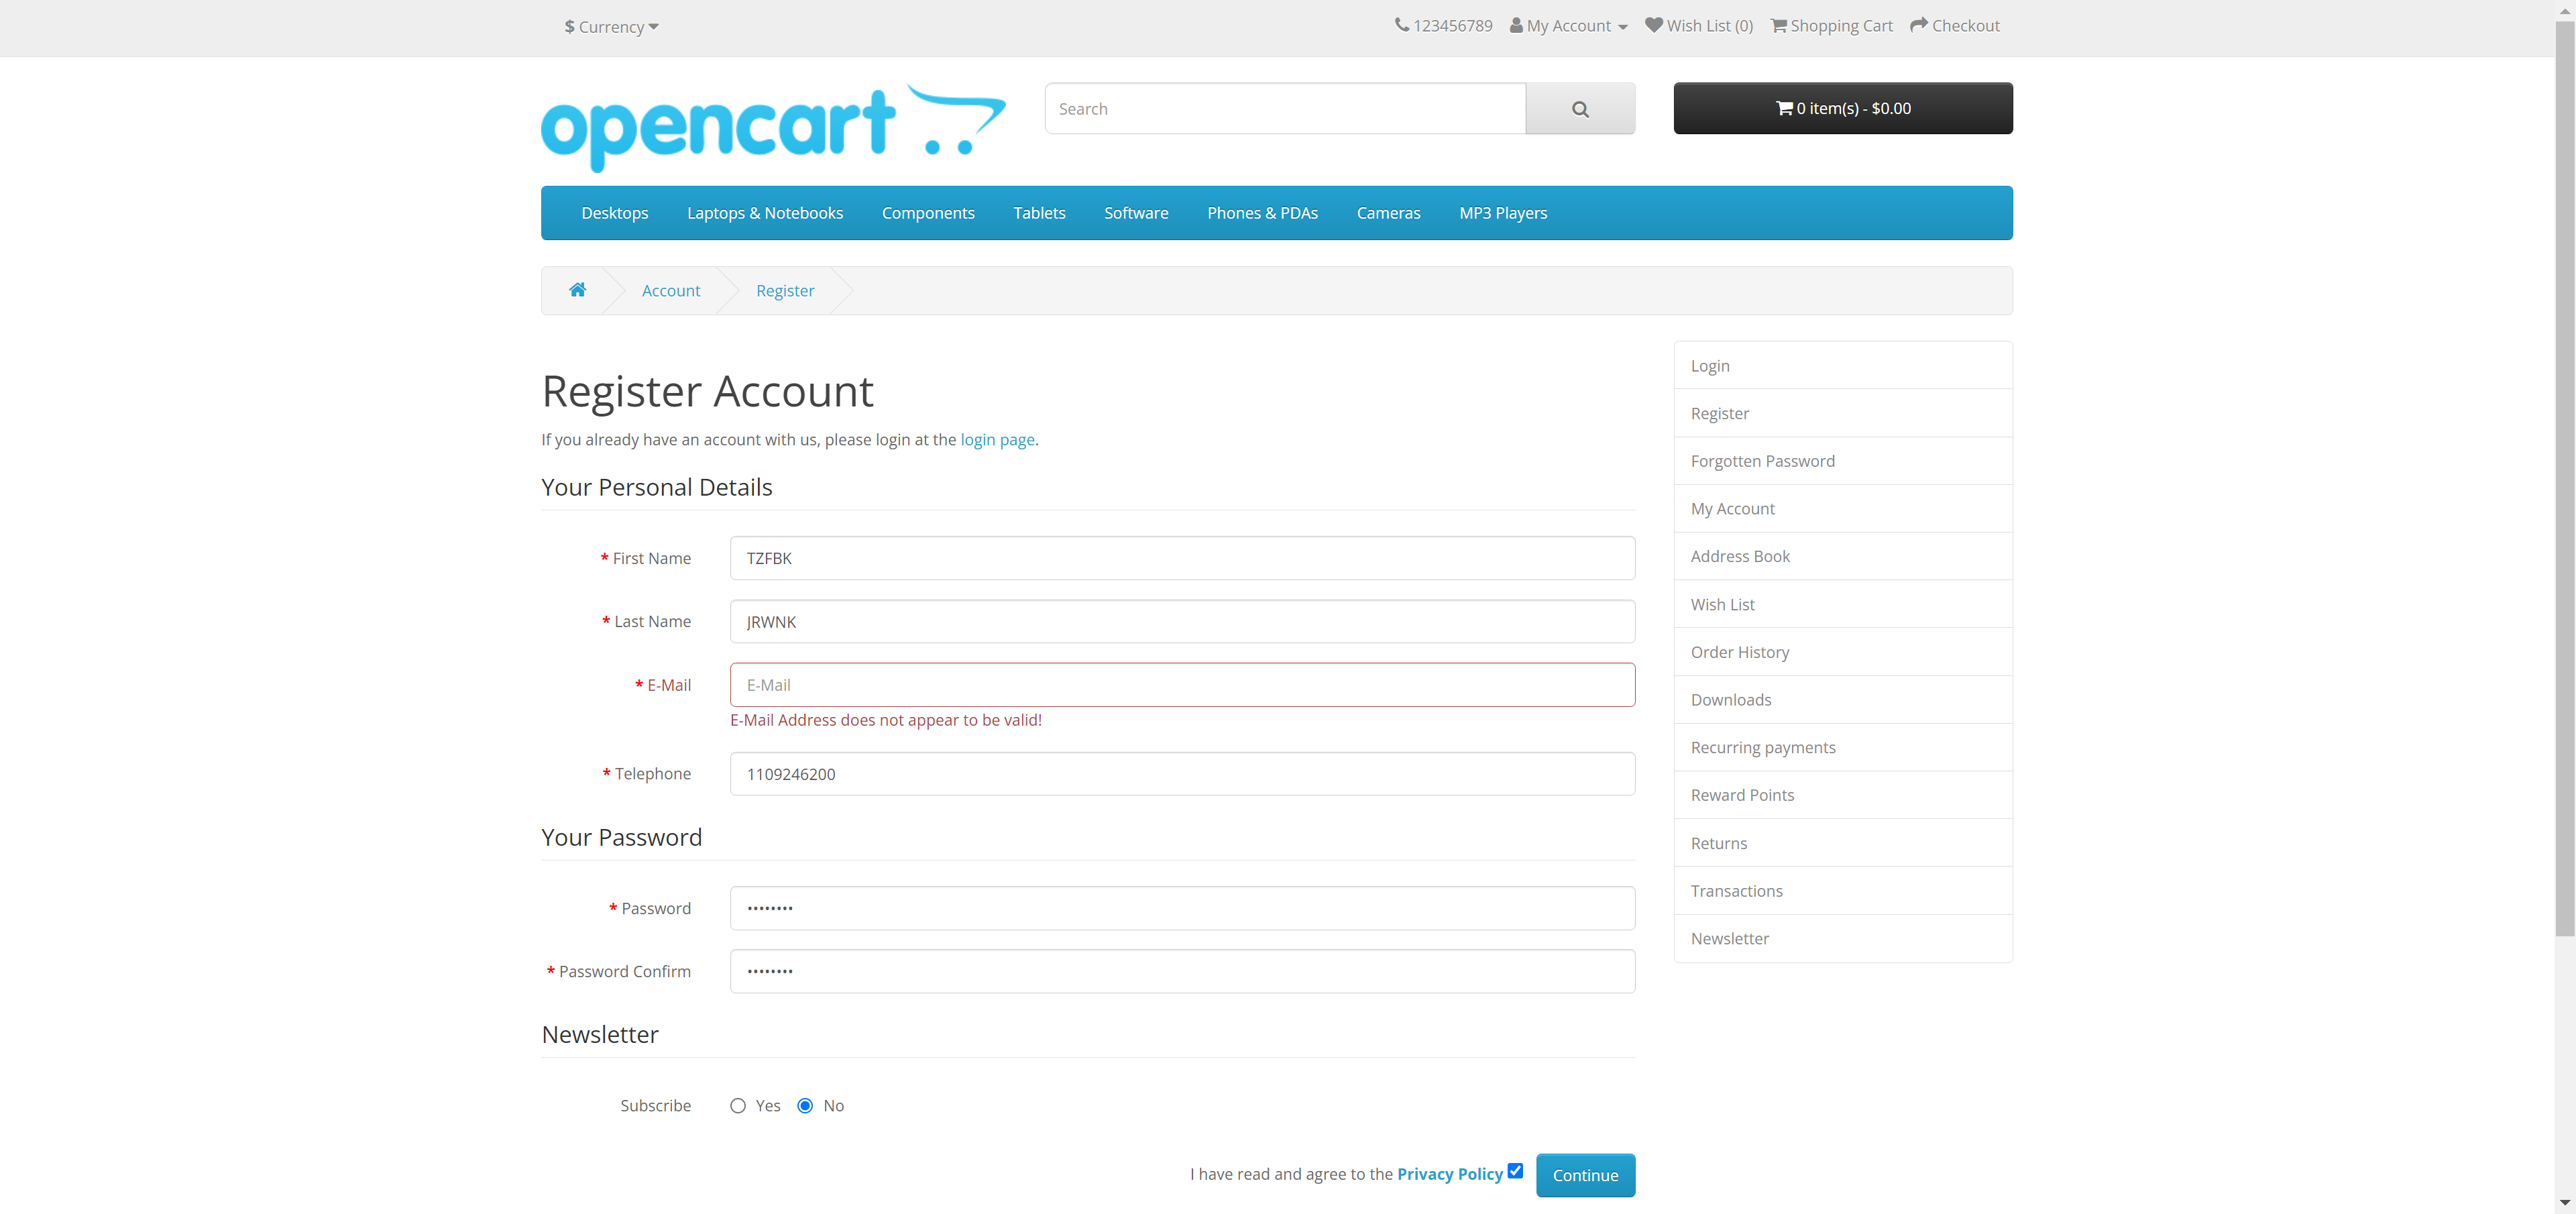 $ Currency
123456789 My Account Wish List (0) Shopping Cart Checkout
opencart
Search
0 item(s) - $0.00
Desktops Laptops & Notebooks Components Tablets Software Phones & PDAs Cameras MP3 Players
Account Register
Register Account
If you already have an account with us, please login at the login page.
Your Personal Details
* First Name TZFBK
* Last Name JRWNK
* E-Mail E-Mail
E-Mail Address does not appear to be valid!
* Telephone 1109246200
Your Password
* Password ••••••••
* Password Confirm ••••••••
Newsletter
Subscribe Yes No
I have read and agree to the Privacy Policy Continue
Login
Register
Forgotten Password
My Account
Address Book
Wish List
Order History
Downloads
Recurring payments
Reward Points
Returns
Transactions
Newsletter